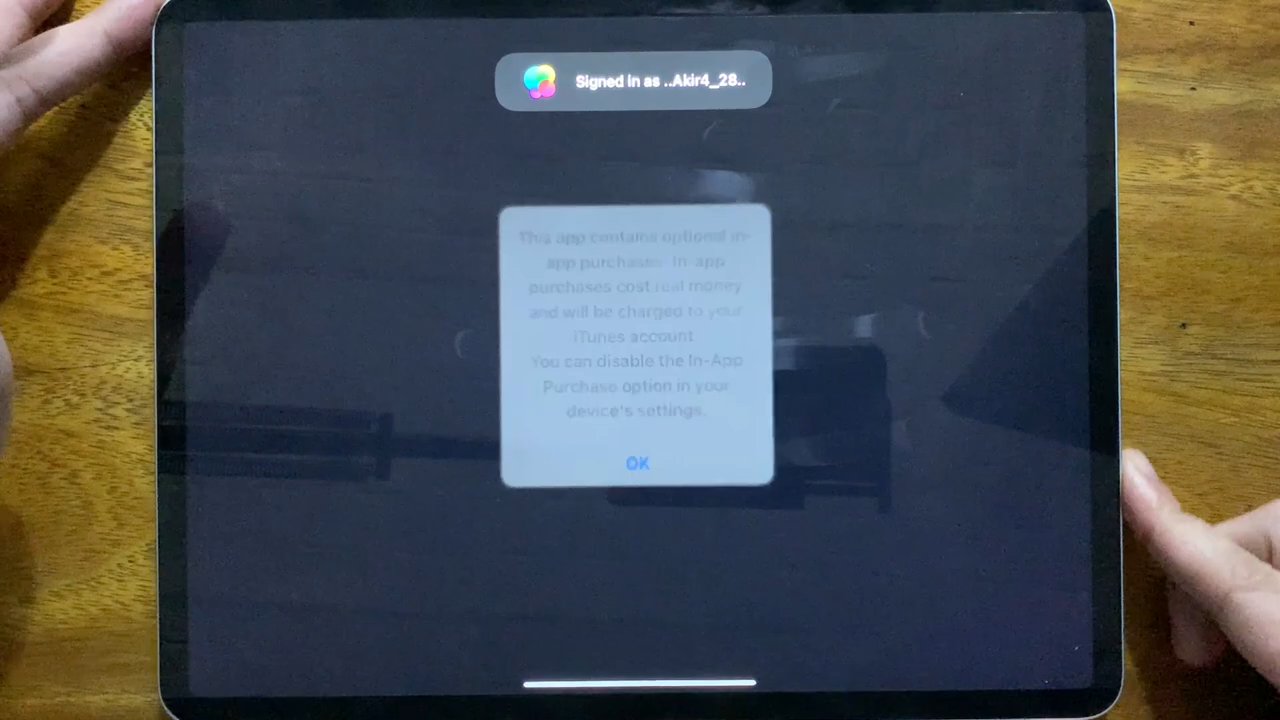 Signed in as ..Akir4_28..
This app contains optional in-
app purchases. In-app
purchases cost real money
and will be charged to your
iTunes account
You can disable the In-App
Purchase option in your
device's settings.
OK